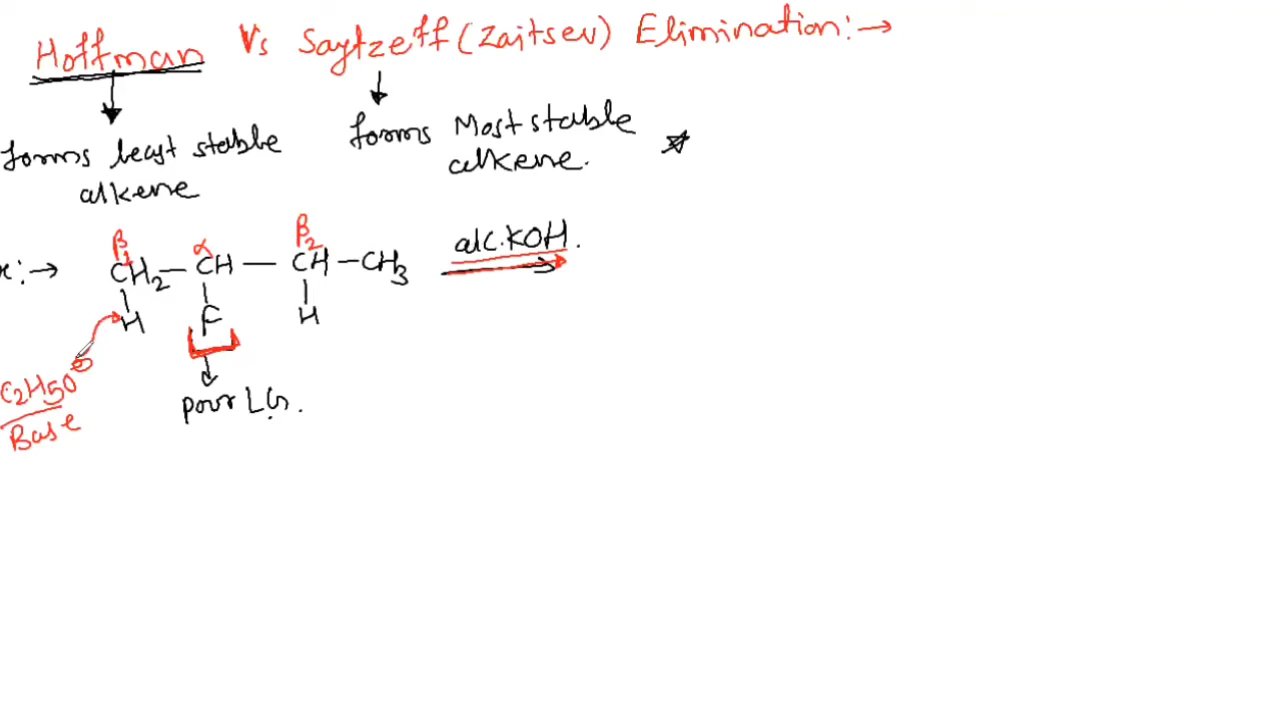 Hoffman Vs Saytzeff (Zaitsev) Elimination:→
forms least stable alkene
forms Most stable alkene.
β1 α β2
x:→ CH2 — CH — CH — CH3 alc. KOH.
H F H
C2H5O⊖
Base
poor LG.